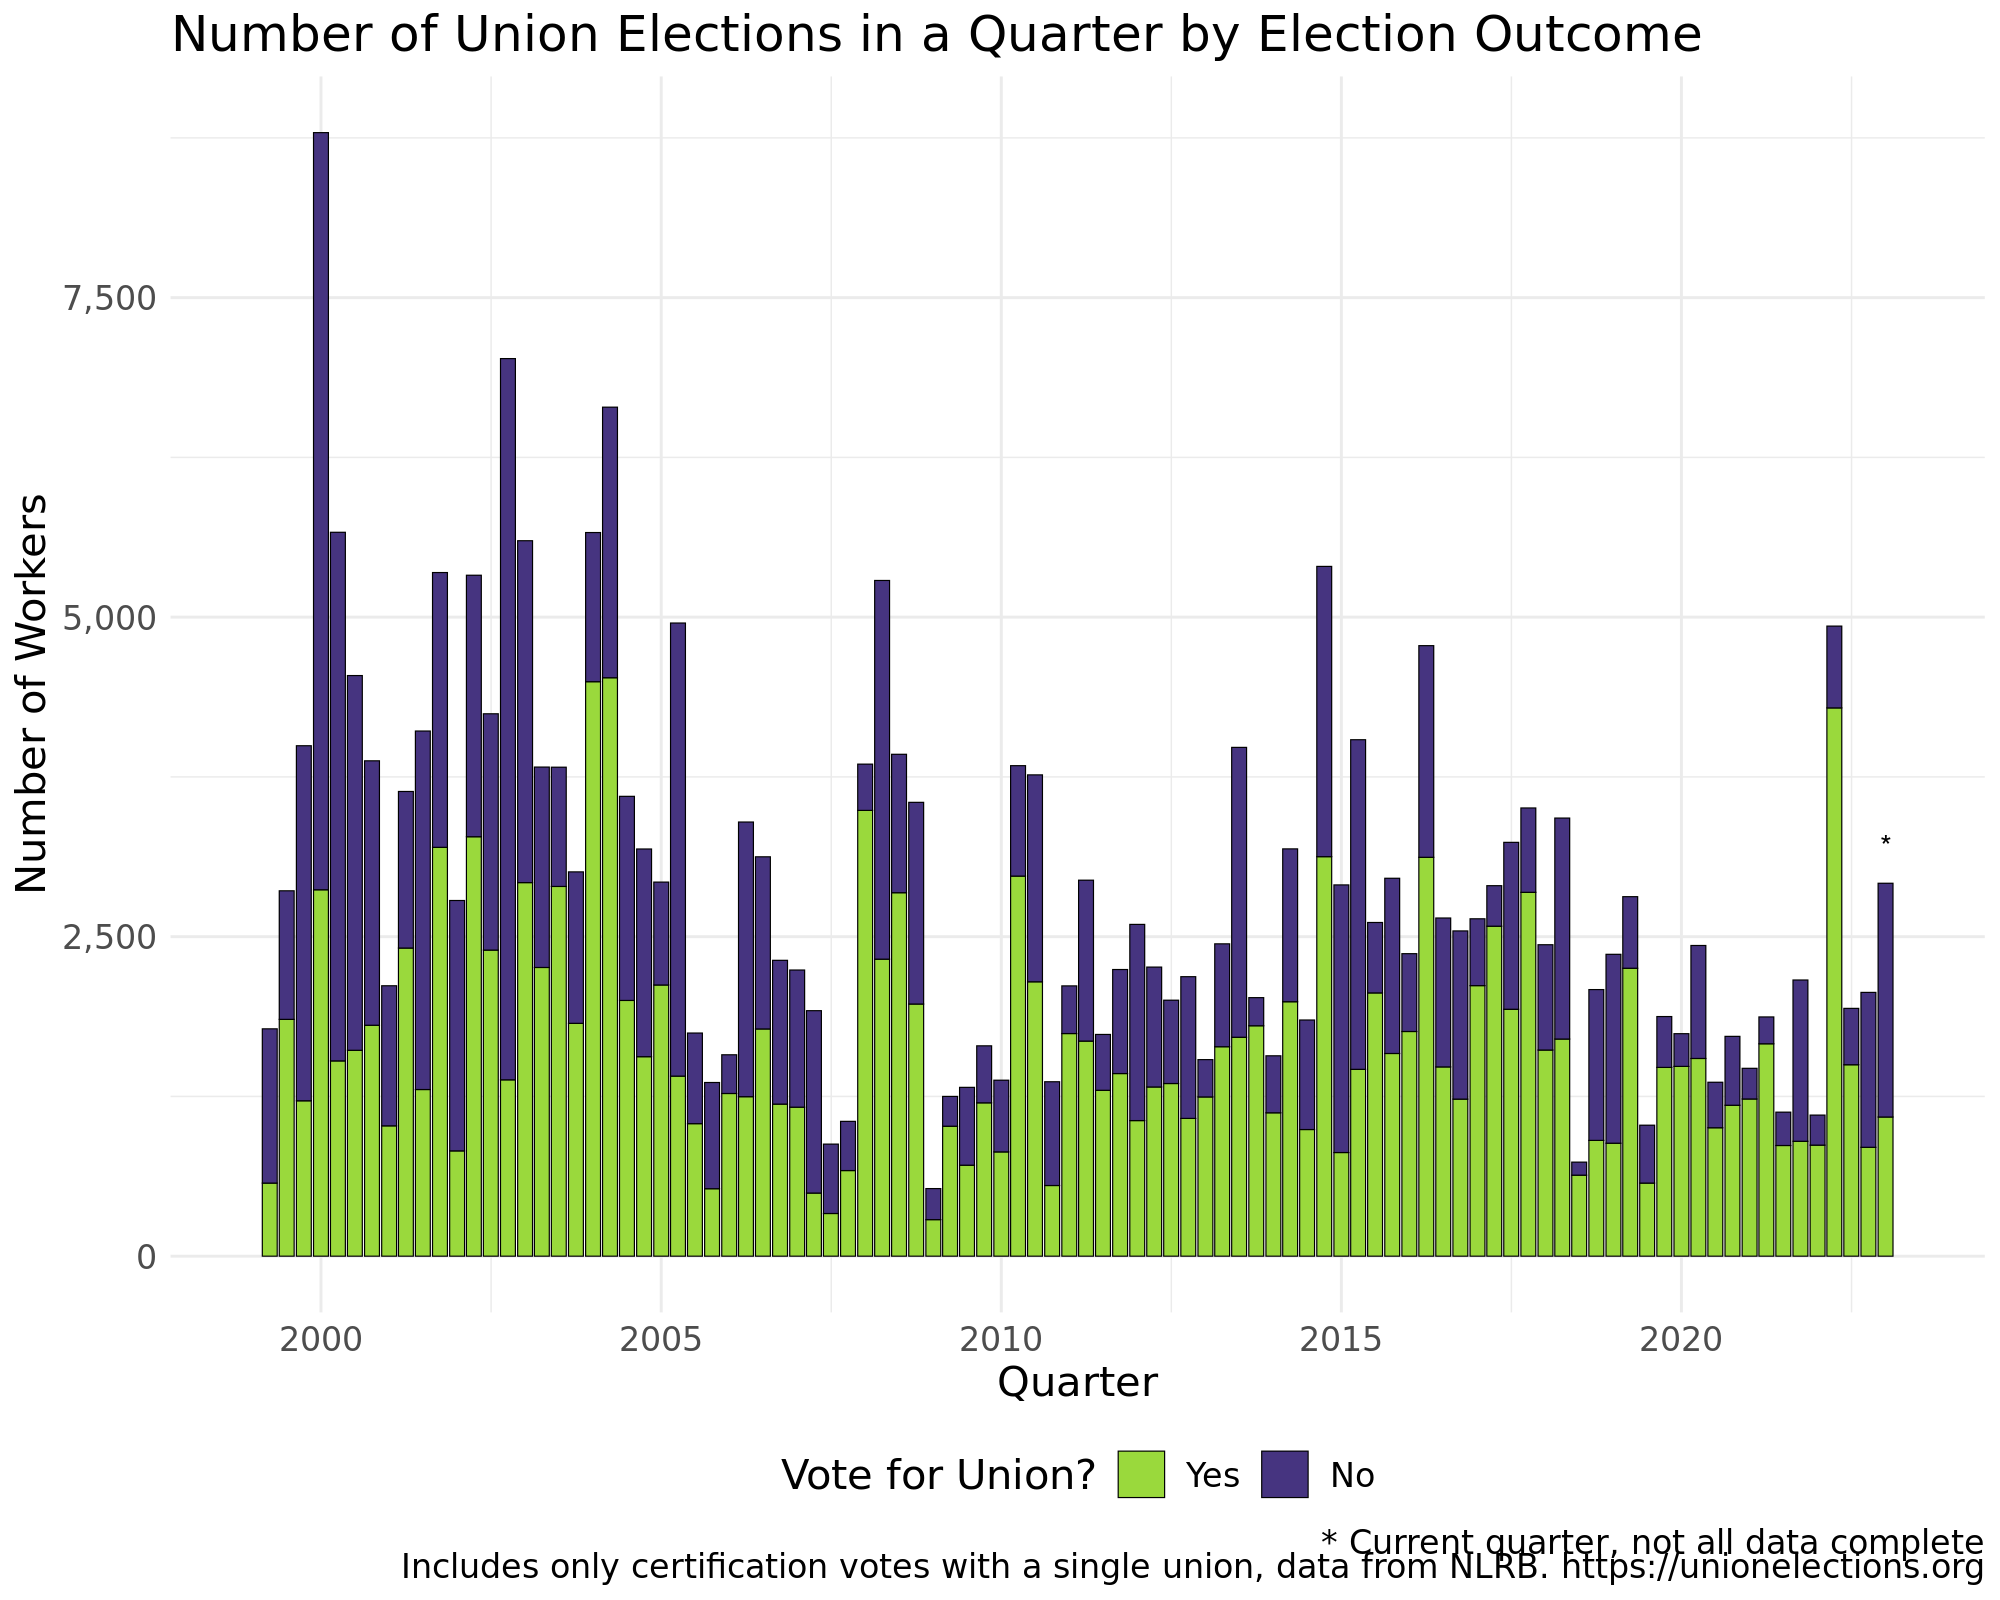 Number of Union Elections in a Quarter by Election Outcome
Number of Workers
7,500
5,000
2,500
0
*
2000 2005 2010 2015 2020
Quarter
Vote for Union? Yes No
* Current quarter, not all data complete
Includes only certification votes with a single union, data from NLRB. https://unionelections.org